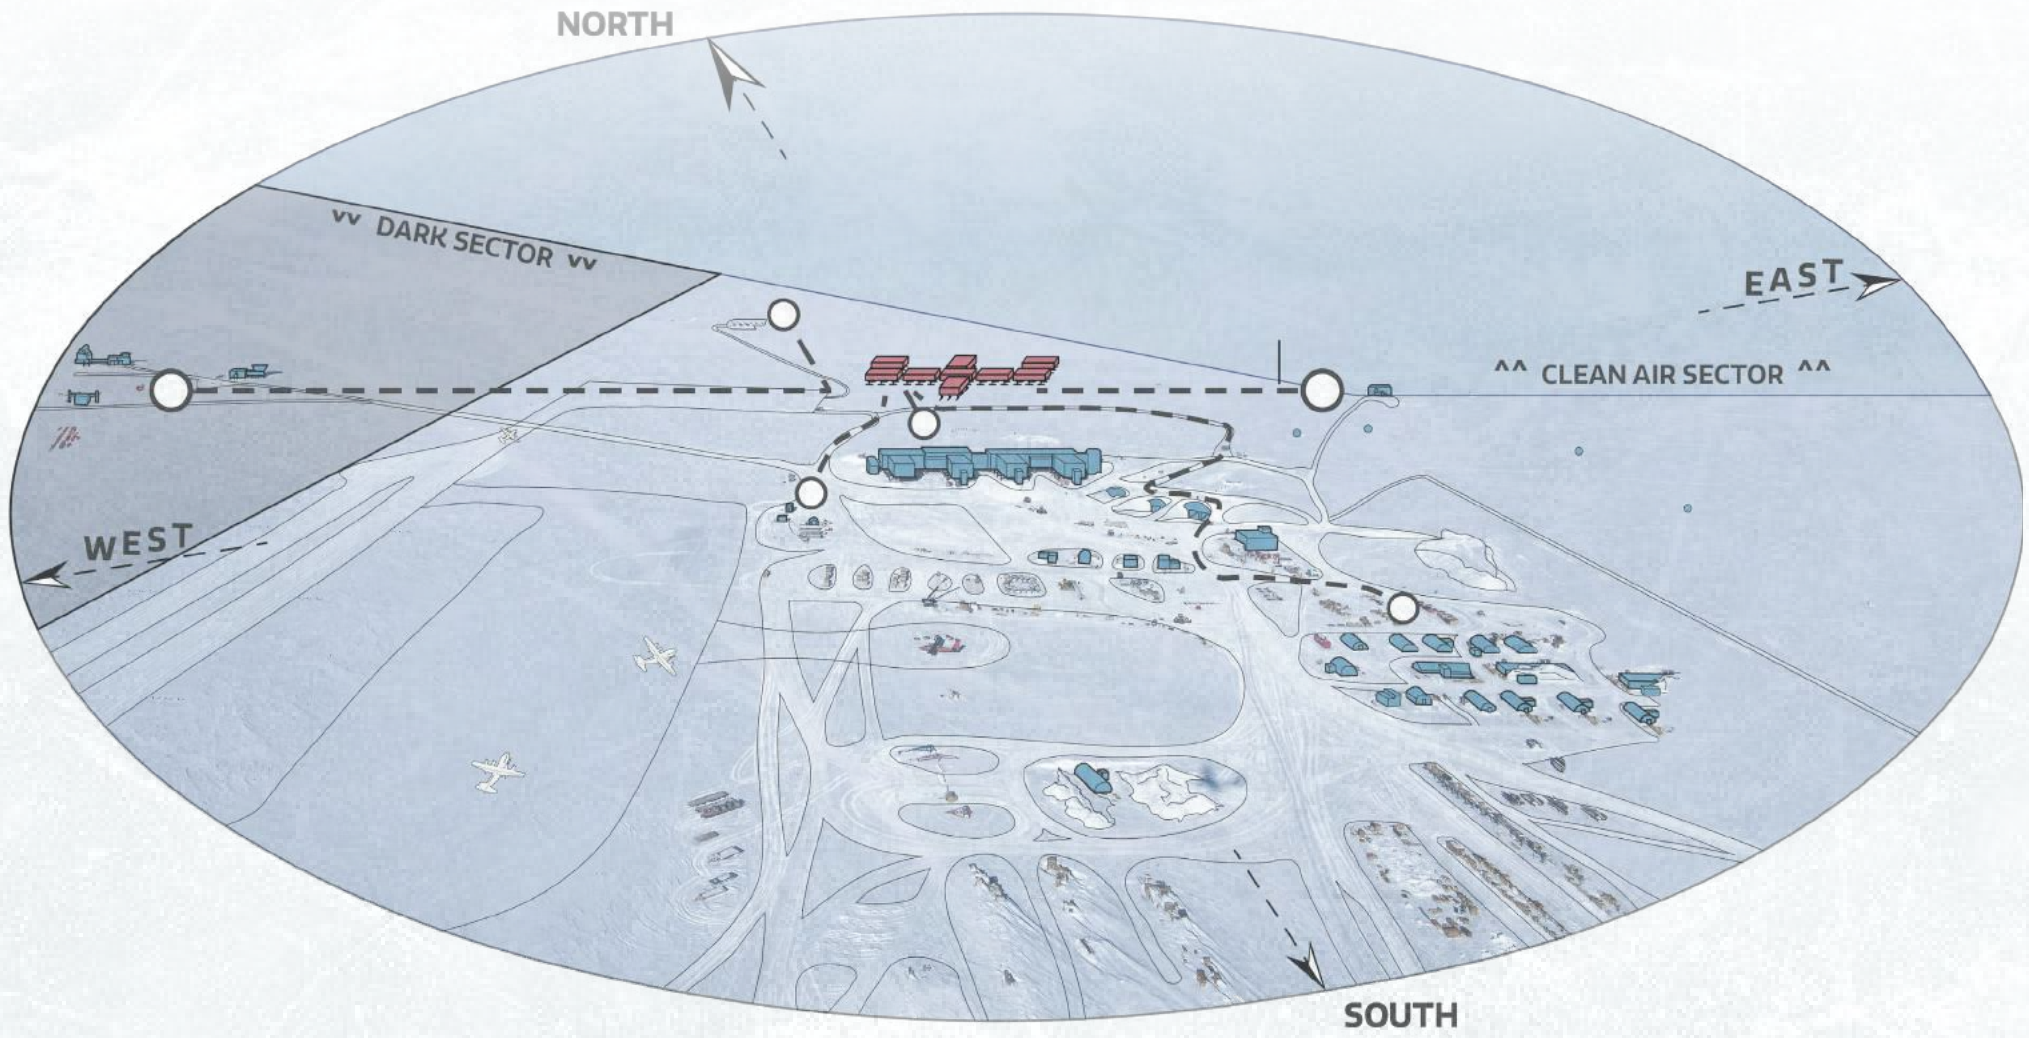 NORTH
vv DARK SECTOR vv
EAST
^^ CLEAN AIR SECTOR ^^
WEST
SOUTH